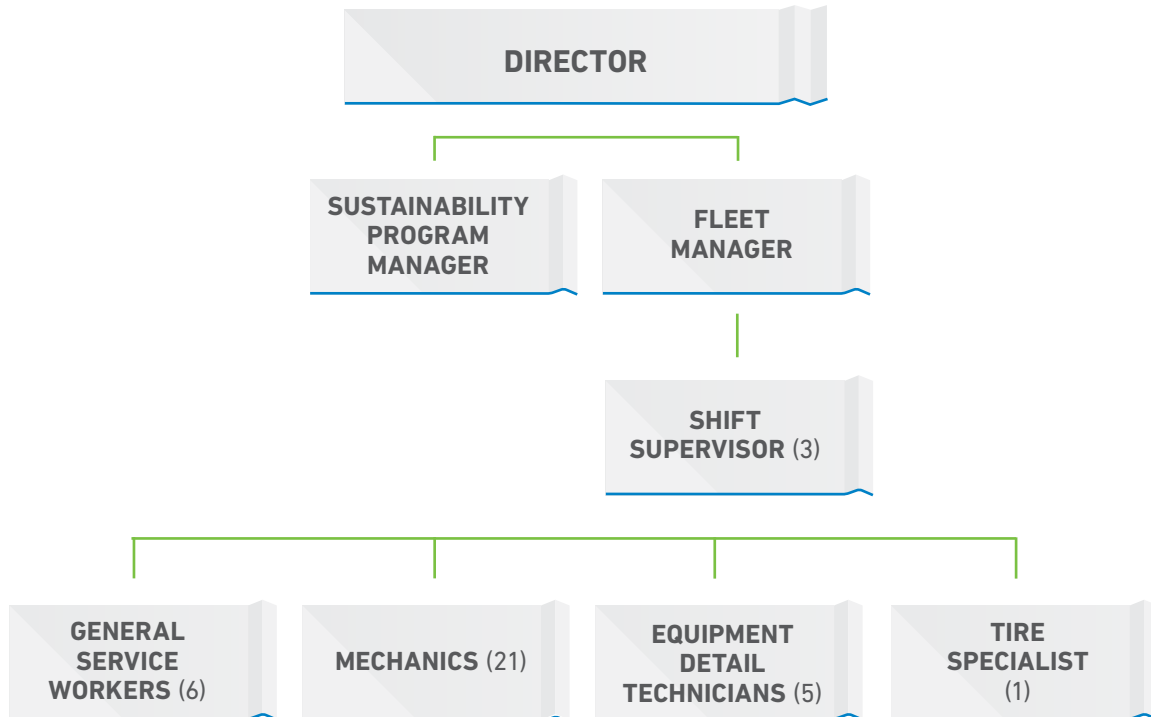 DIRECTOR
SUSTAINABILITY
PROGRAM
MANAGER
FLEET
MANAGER
SHIFT
SUPERVISOR (3)
GENERAL
SERVICE
WORKERS (6)
MECHANICS (21)
EQUIPMENT
DETAIL
TECHNICIANS (5)
TIRE
SPECIALIST
(1)